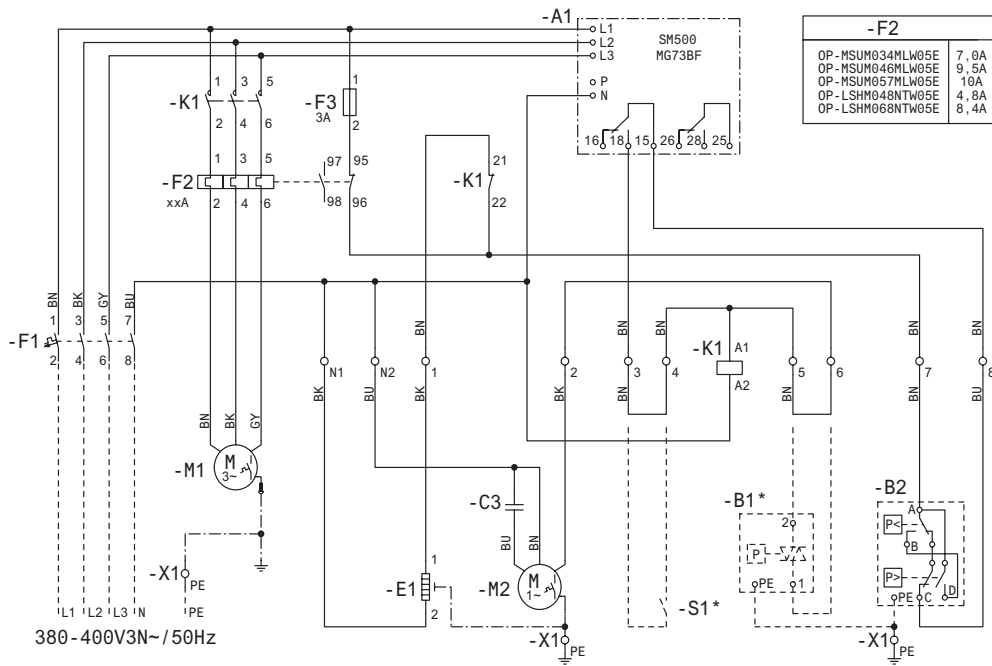 -A1
L1
L2
L3
P
N
SM500
MG73BF
16 18 15 26 28 25
-F2
OP-MSUM034MLW05E 7,0A
OP-MSUM046MLW05E 9,5A
OP-MSUM057MLW05E 10A
OP-LSHM048NTW05E 4,8A
OP-LSHM068NTW05E 8,4A
1 3 5
-K1
2 4 6
1
-F3
3A
2
1 3 5
-F2
xxA
2 4 6
97 95
98 96
21
-K1
22
BN BK GY BU
1 3 5 7
-F1
2 4 6 8
N1 N2 1 2 3 4 5 6 7 8
BK BU BN BK BN BK BN BN BN BN BN BN BN BU
-K1
A1
A2
BN BK GY
-M1
M
3~
-X1
PE
L1 L2 L3 N PE
380-400V3N~/50Hz
-C3
BU BN
-M2
M
1~
1
-E1
2
-X1
PE
-S1*
-B1*
2
P
PE 1
-B2
A
P<
B
P>
PE C D
-X1
PE